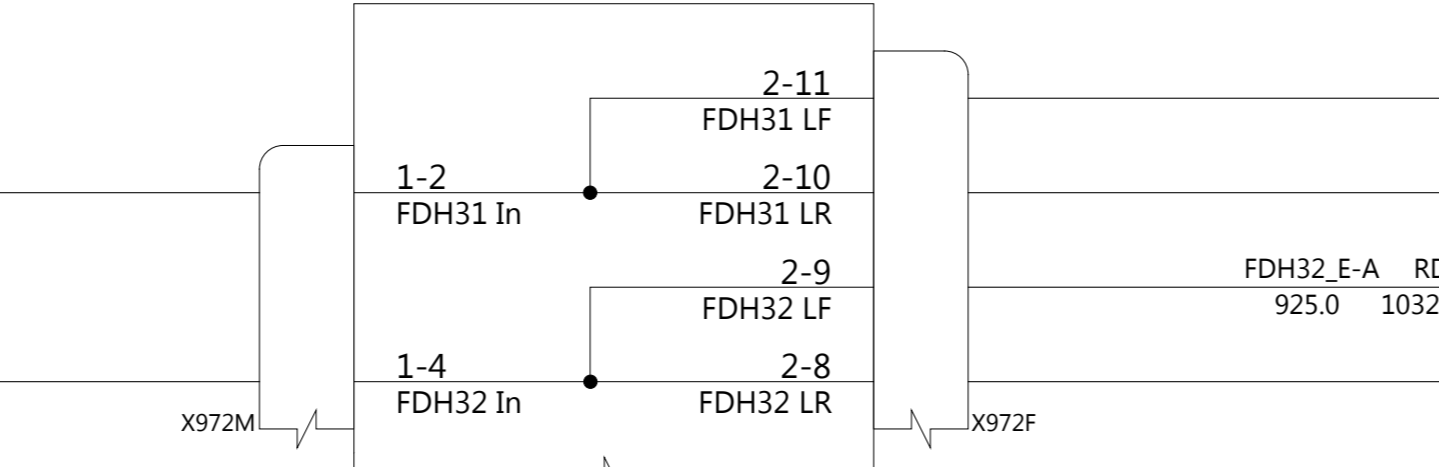 2-11
FDH31 LF
1-2
2-10
FDH31 In
FDH31 LR
2-9
FDH32_E-A
FDH32 LF
925.0
1-4
2-8
FDH32 In
FDH32 LR
X972M
X972F